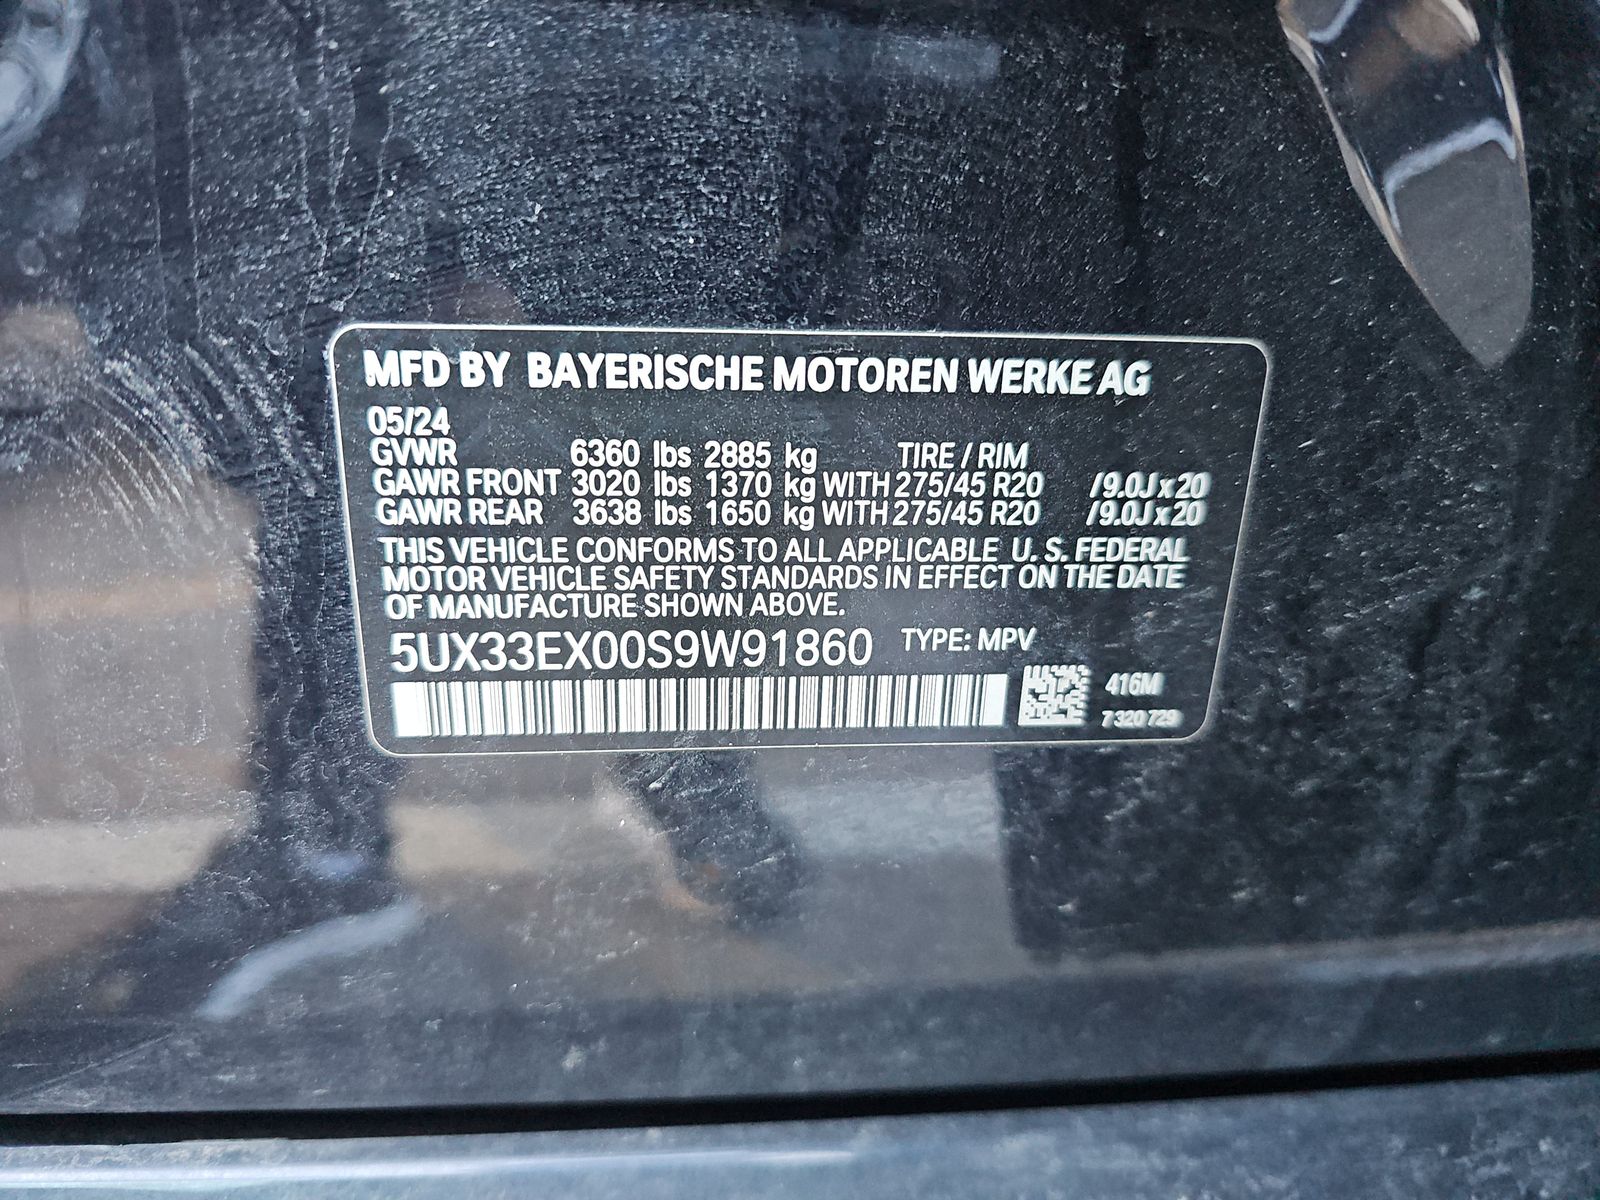 MFD BY BAYERISCHE MOTOREN WERKE AG
05/24
GVWR 6360 lbs 2885 kg TIRE / RIM
GAWR FRONT 3020 lbs 1370 kg WITH 275/45 R20 /9.0J x 20
GAWR REAR 3638 lbs 1650 kg WITH 275/45 R20 /9.0J x 20
THIS VEHICLE CONFORMS TO ALL APPLICABLE U. S. FEDERAL
MOTOR VEHICLE SAFETY STANDARDS IN EFFECT ON THE DATE
OF MANUFACTURE SHOWN ABOVE.
5UX33EX00S9W91860 TYPE: MPV
416M
7 320 729